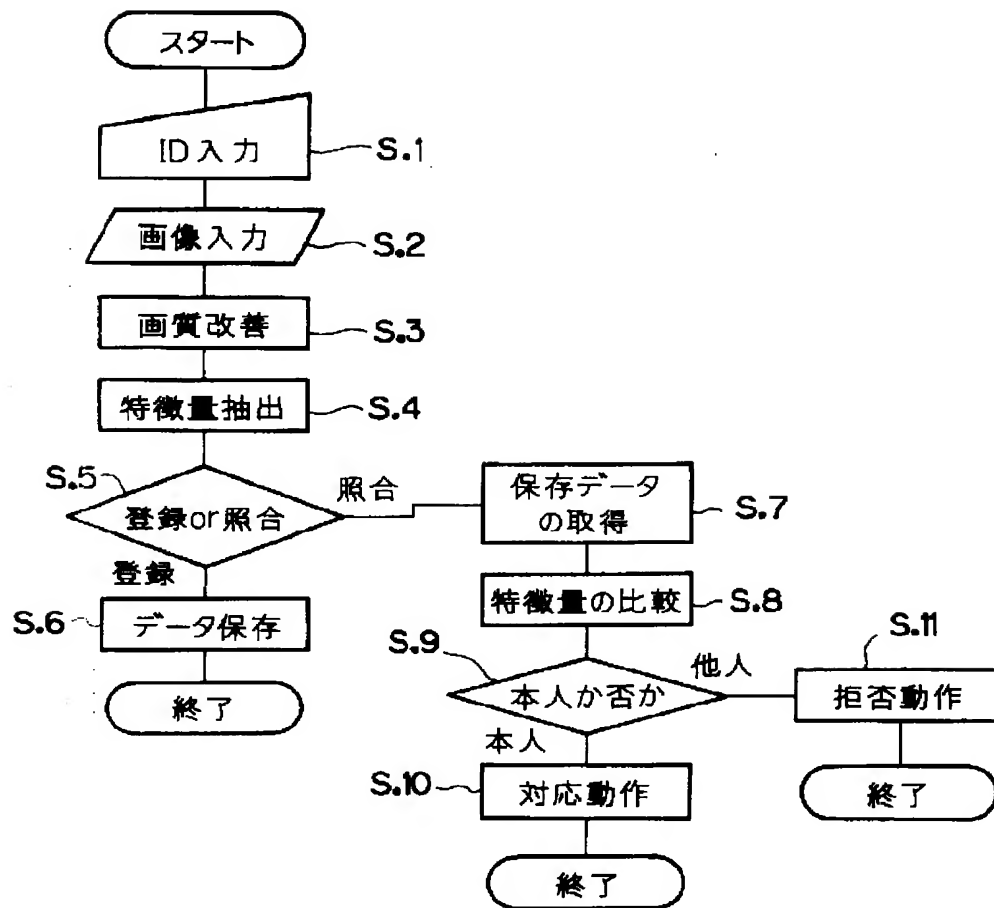 スタート
ID入力
S.1
画像入力
S.2
画質改善
S.3
特徴量抽出
S.4
S.5
登録or照合
照合
登録
S.6
データ保存
終了
保存データ
の取得
S.7
特徴量の比較
S.8
S.9
本人か否か
他人
本人
S.10
対応動作
終了
S.11
拒否動作
終了